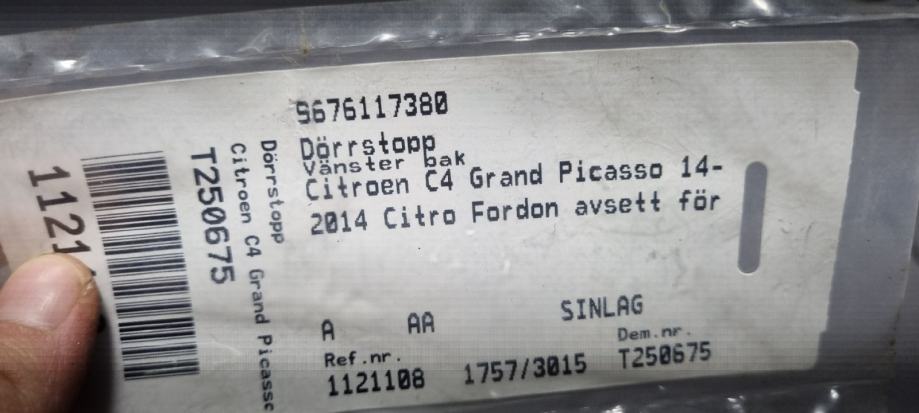 9676117380
Dörrstopp
Vänster bak
Citroen C4 Grand Picasso 14-
2014 Citro Fordon avsett för
A AA SINLAG
Ref.nr. Dem.nr.
1121108 1757/3015 T250675
Dörrstopp
Citroen C4 Grand Picasso
T250675
1121